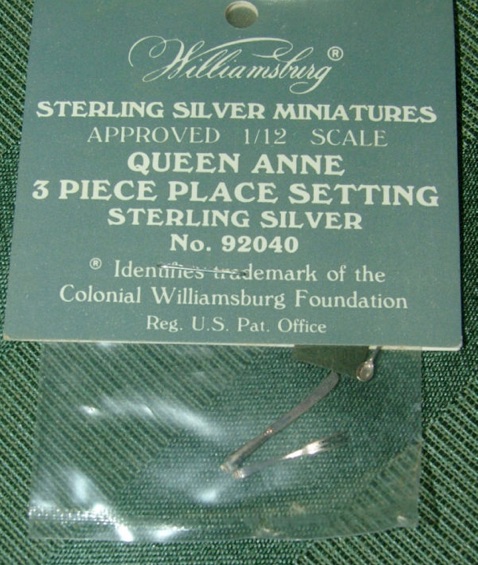 Williamsburg®
STERLING SILVER MINIATURES
APPROVED 1/12 SCALE
QUEEN ANNE
3 PIECE PLACE SETTING
STERLING SILVER
No. 92040
® Identifies trademark of the
Colonial Williamsburg Foundation
Reg. U.S. Pat. Office